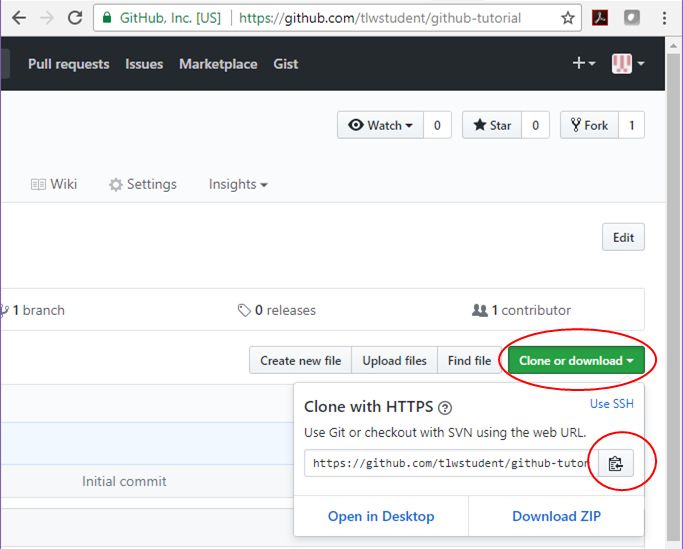 GitHub, Inc. [US] https://github.com/tlwstudent/github-tutorial
Pull requests Issues Marketplace Gist
Watch 0 Star 0 Fork 1
Wiki Settings Insights
Edit
1 branch 0 releases 1 contributor
Create new file Upload files Find file Clone or download
Clone with HTTPS Use SSH
Use Git or checkout with SVN using the web URL.
https://github.com/tlwstudent/github-tutor
Initial commit
Open in Desktop Download ZIP